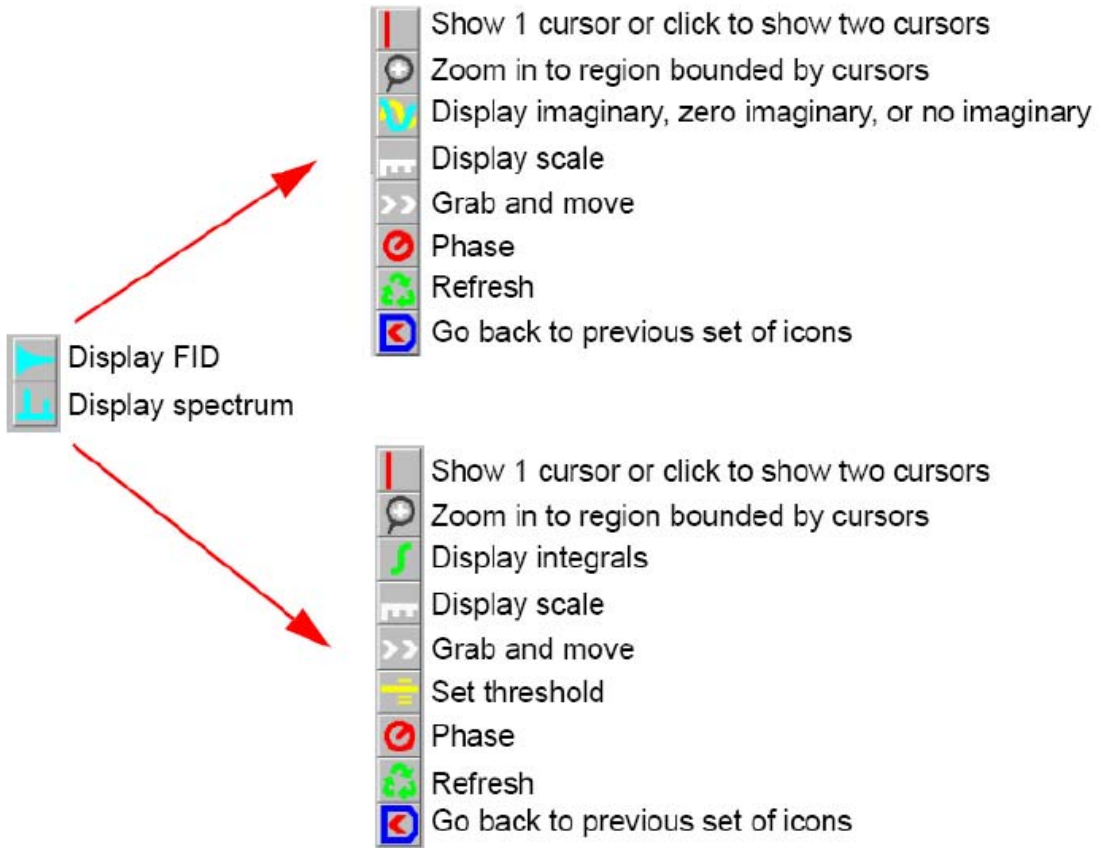 Show 1 cursor or click to show two cursors
Zoom in to region bounded by cursors
Display imaginary, zero imaginary, or no imaginary
Display scale
Grab and move
Phase
Refresh
Go back to previous set of icons
Display FID
Display spectrum
Show 1 cursor or click to show two cursors
Zoom in to region bounded by cursors
Display integrals
Display scale
Grab and move
Set threshold
Phase
Refresh
Go back to previous set of icons